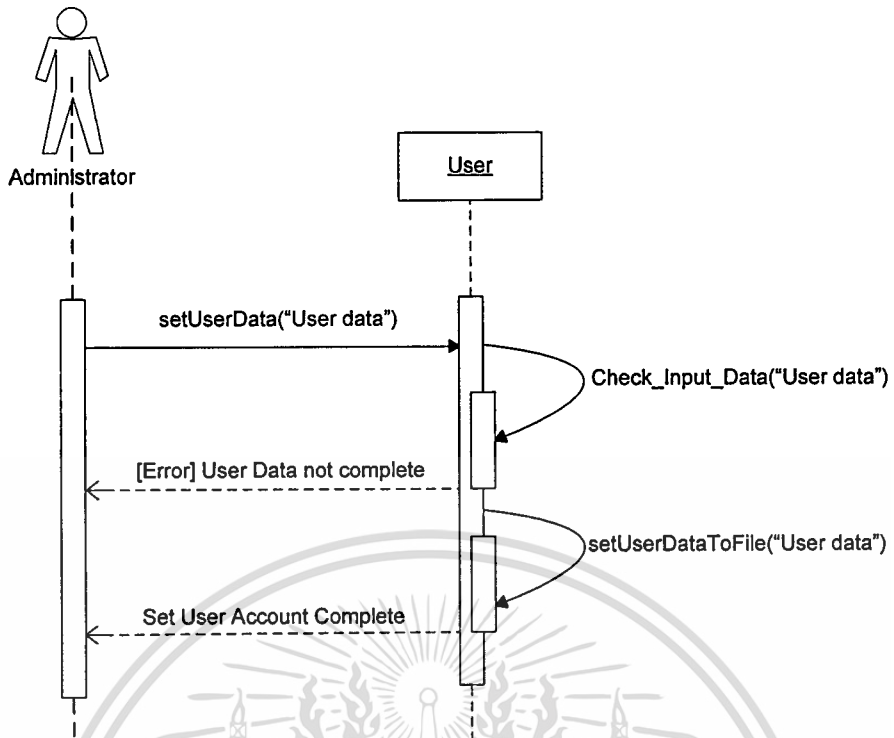 Administrator
User
setUserData("User data")
Check_Input_Data("User data")
[Error] User Data not complete
setUserDataToFile("User data")
Set User Account Complete